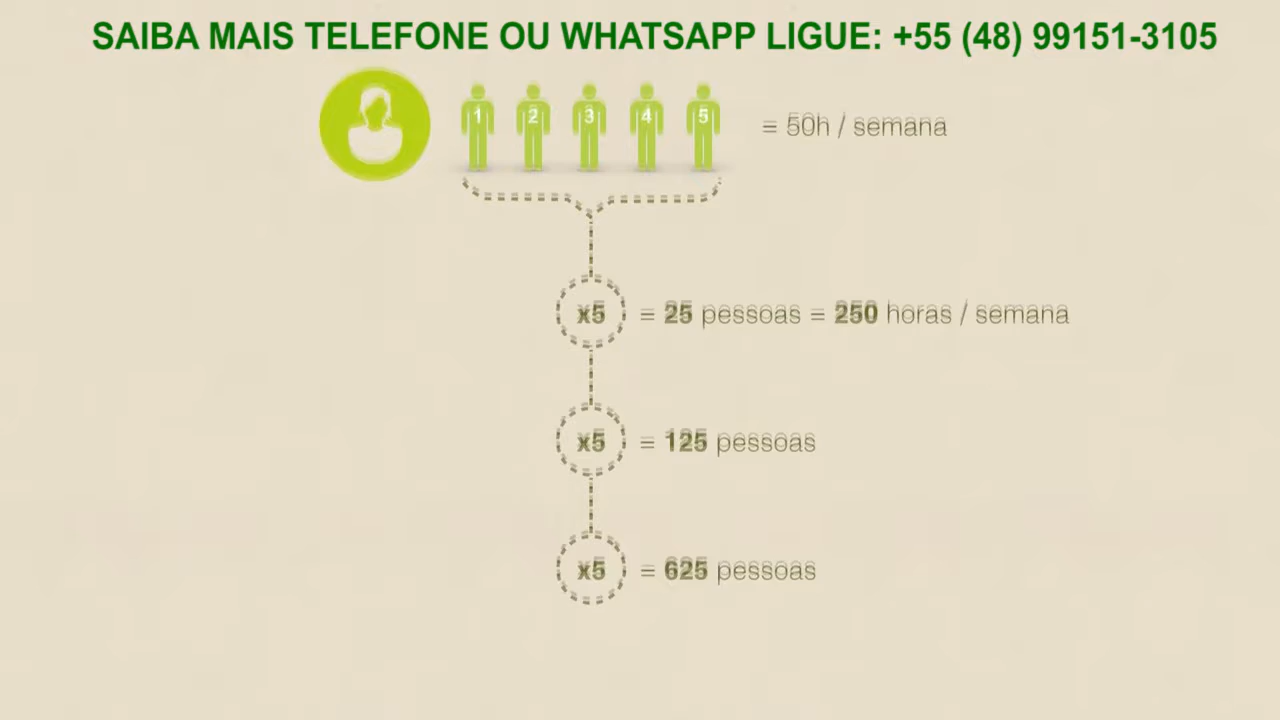 SAIBA MAIS TELEFONE OU WHATSAPP LIGUE: +55 (48) 99151-3105
1 2 3 4 5 = 50h / semana
x5 = 25 pessoas = 250 horas / semana
x5 = 125 pessoas
x5 = 625 pessoas